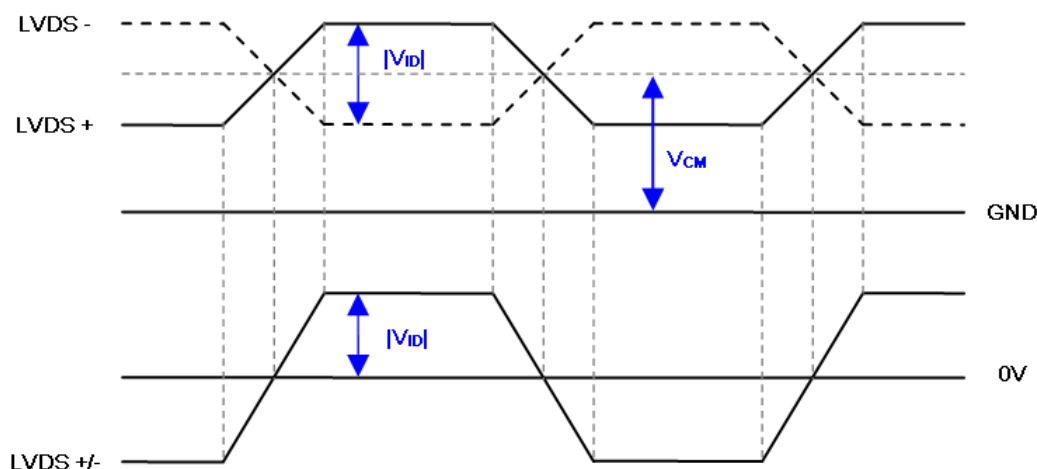 LVDS -
|VID|
LVDS +
VCM
GND
|VID|
0V
LVDS +/-